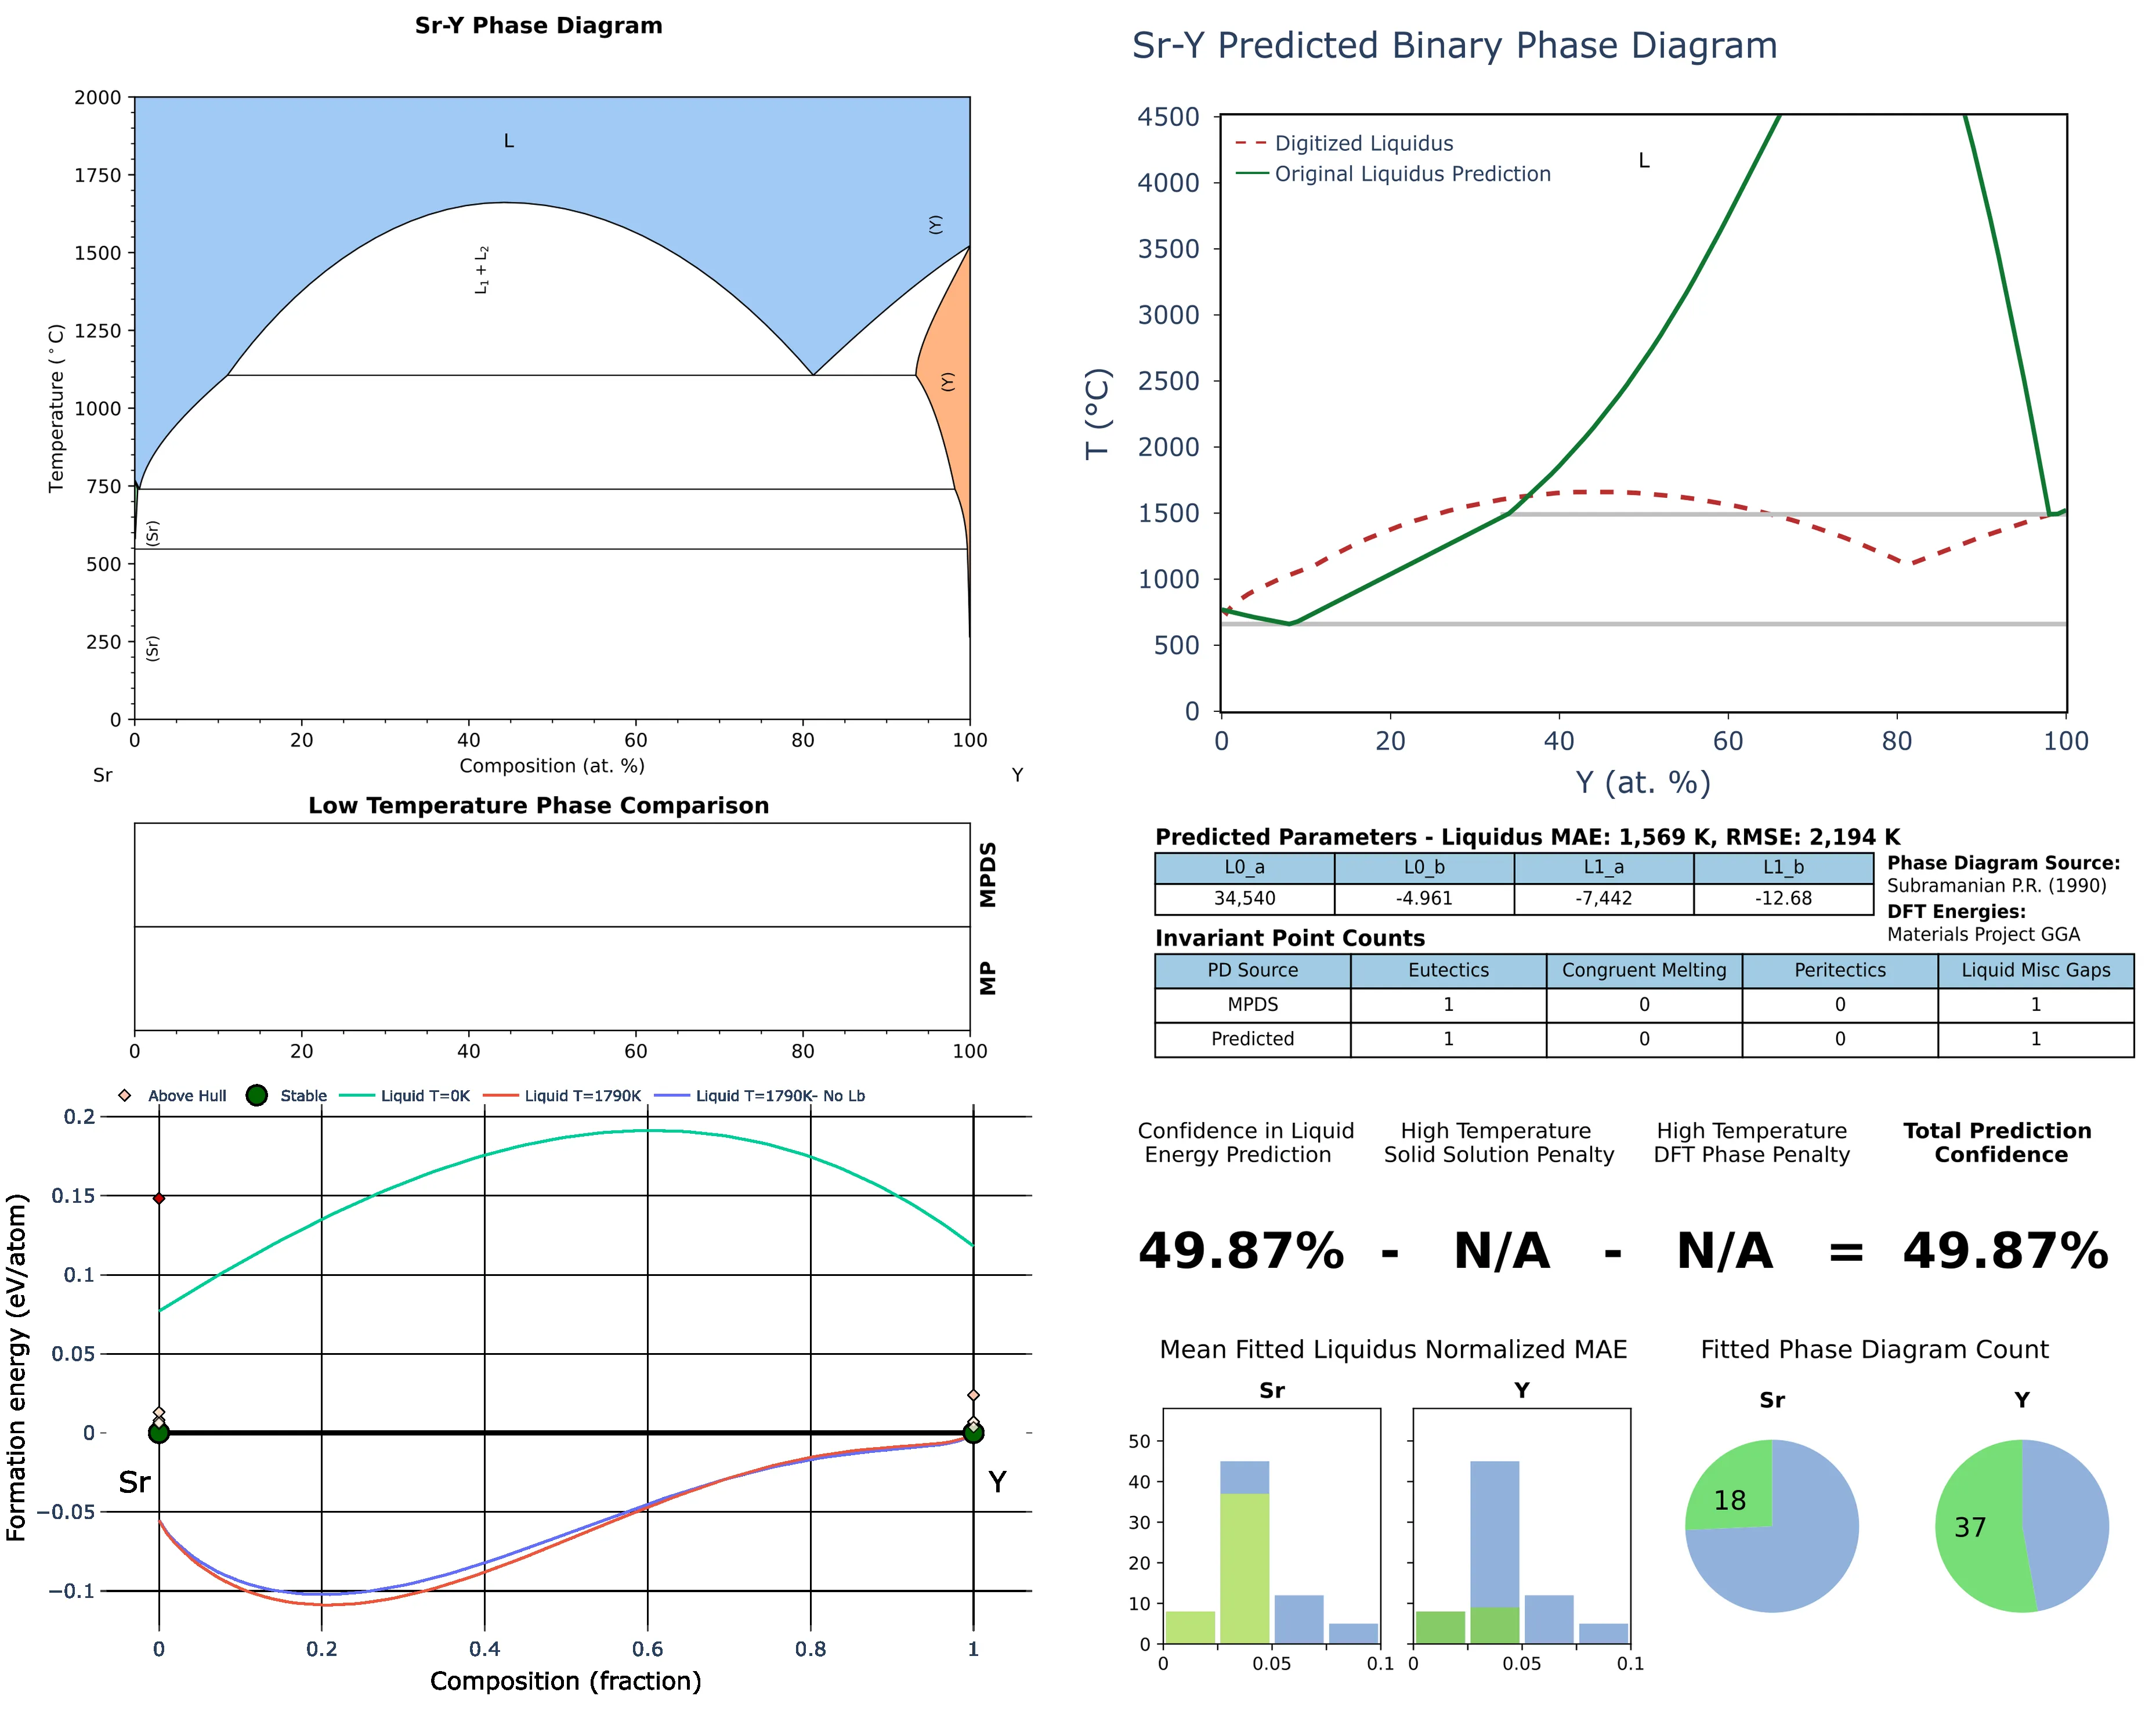 Sr-Y Phase Diagram
2000
1750
1500
1250
1000
750
500
250
0
Temperature (°C)
L
L1 + L2
(Y)
(Y)
(Sr)
(Sr)
0 20 40 60 80 100
Composition (at. %)
Sr Y
Low Temperature Phase Comparison
MPDS
MP
0 20 40 60 80 100
Above Hull Stable Liquid T=0K Liquid T=1790K Liquid T=1790K- No Lb
0.2
0.15
0.1
0.05
0
−0.05
−0.1
Formation energy (eV/atom)
Sr Y
0 0.2 0.4 0.6 0.8 1
Composition (fraction)
Sr-Y Predicted Binary Phase Diagram
4500
4000
3500
3000
2500
2000
1500
1000
500
0
T (°C)
Digitized Liquidus
Original Liquidus Prediction
L
0 20 40 60 80 100
Y (at. %)
Predicted Parameters - Liquidus MAE: 1,569 K, RMSE: 2,194 K
L0_a L0_b L1_a L1_b
34,540 -4.961 -7,442 -12.68
Phase Diagram Source:
Subramanian P.R. (1990)
DFT Energies:
Materials Project GGA
Invariant Point Counts
PD Source Eutectics Congruent Melting Peritectics Liquid Misc Gaps
MPDS 1 0 0 1
Predicted 1 0 0 1
Confidence in Liquid
Energy Prediction
High Temperature
Solid Solution Penalty
High Temperature
DFT Phase Penalty
Total Prediction
Confidence
49.87% - N/A - N/A = 49.87%
Mean Fitted Liquidus Normalized MAE
Sr Y
50
40
30
20
10
0
0 0.05 0.1 0 0.05 0.1
Fitted Phase Diagram Count
Sr Y
18 37